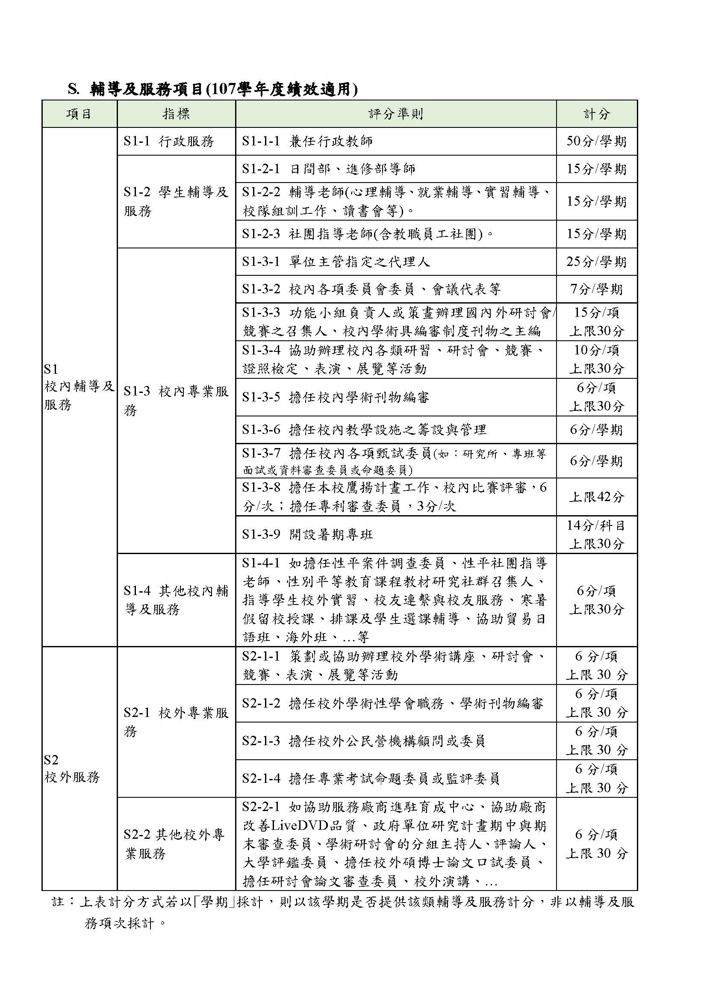 S. 輔導及服務項目(107學年度績效適用)
項目 指標 評分準則 計分
S1
校內輔導及
服務
S1-1 行政服務
S1-1-1 兼任行政教師
50分/學期
S1-2 學生輔導及
服務
S1-2-1 日間部、進修部導師
15分/學期
S1-2-2 輔導老師(心理輔導、就業輔導、實習輔導、
校隊組訓工作、讀書會等)。
15分/學期
S1-2-3 社團指導老師(含教職員工社團)。
15分/學期
S1-3 校內專業服
務
S1-3-1 單位主管指定之代理人
25分/學期
S1-3-2 校內各項委員會委員、會議代表等
7分/學期
S1-3-3 功能小組負責人或策畫辦理國內外研討會/
競賽之召集人、校內學術具編審制度刊物之主編
15分/項
上限30分
S1-3-4 協助辦理校內各類研習、研討會、競賽、
證照檢定、表演、展覽等活動
10分/項
上限30分
S1-3-5 擔任校內學術刊物編審
6分/項
上限30分
S1-3-6 擔任校內教學設施之籌設與管理
6分/學期
S1-3-7 擔任校內各項甄試委員(如：研究所、專班等
面試或資料審查委員或命題委員)
6分/學期
S1-3-8 擔任本校鷹揚計畫工作、校內比賽評審，6
分/次；擔任專利審查委員，3分/次
上限42分
S1-3-9 開設暑期專班
14分/科目
上限30分
S1-4 其他校內輔
導及服務
S1-4-1 如擔任性平案件調查委員、性平社團指導
老師、性別平等教育課程教材研究社群召集人、
指導學生校外實習、校友連繫與校友服務、寒暑
假留校授課、排課及學生選課輔導、協助貿易日
語班、海外班、…等
6分/項
上限30分
S2
校外服務
S2-1 校外專業服
務
S2-1-1 策劃或協助辦理校外學術講座、研討會、
競賽、表演、展覽等活動
6 分/項
上限 30 分
S2-1-2 擔任校外學術性學會職務、學術刊物編審
6 分/項
上限 30 分
S2-1-3 擔任校外公民營機構顧問或委員
6 分/項
上限 30 分
S2-1-4 擔任專業考試命題委員或監評委員
6 分/項
上限 30 分
S2-2 其他校外專
業服務
S2-2-1 如協助服務廠商進駐育成中心、協助廠商
改善LiveDVD品質、政府單位研究計畫期中與期
末審查委員、學術研討會的分組主持人、評論人、
大學評鑑委員、擔任校外碩博士論文口試委員、
擔任研討會論文審查委員、校外演講、…
6 分/項
上限 30 分
註：上表計分方式若以「學期」採計，則以該學期是否提供該類輔導及服務計分，非以輔導及服
務項次採計。